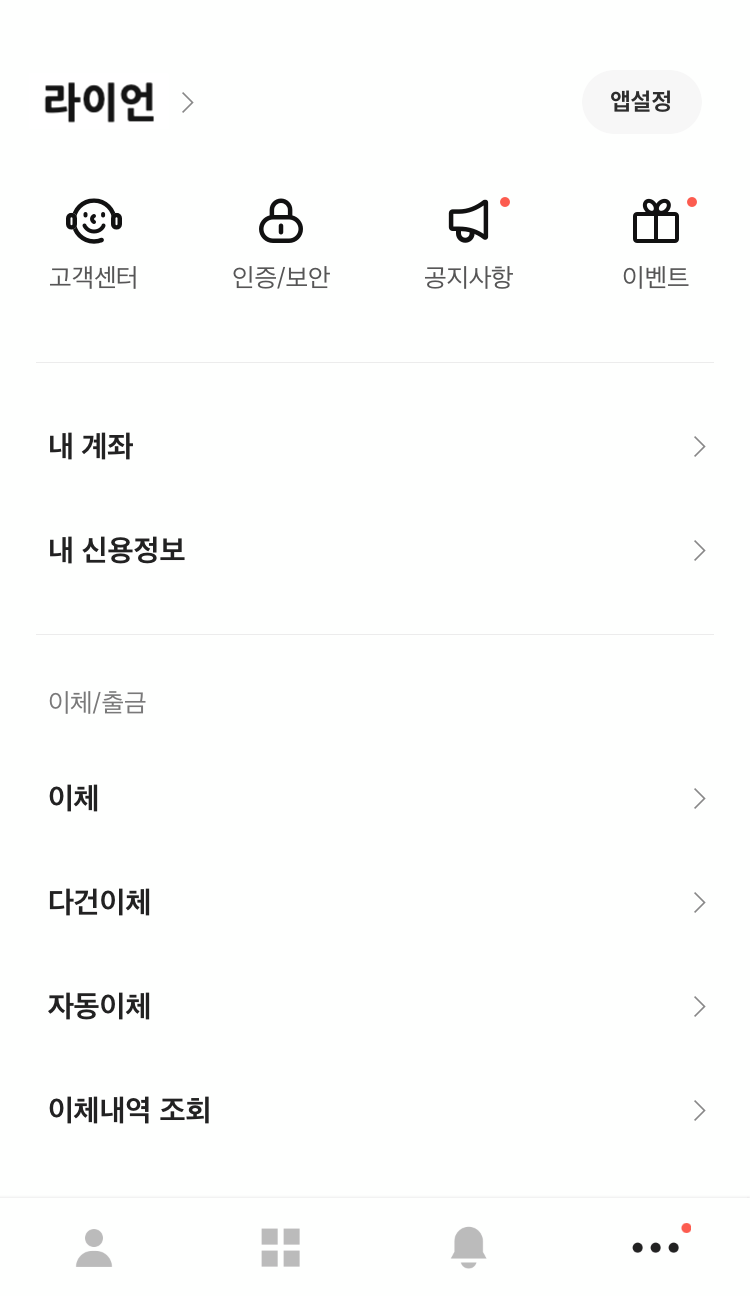 라이언
앱설정
고객센터
인증/보안
공지사항
이벤트
내 계좌
내 신용정보
이체/출금
이체
다건이체
자동이체
이체내역 조회